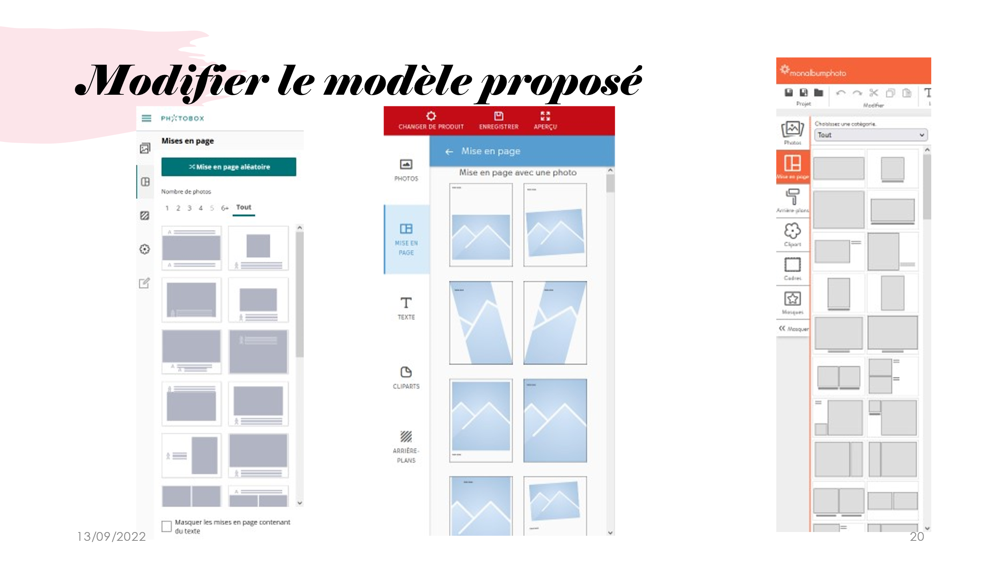 Modifier le modèle proposé
PHOTOBOX
Mises en page
Mise en page aléatoire
Nombre de photos
1 2 3 4 5 6+ Tout
Masquer les mises en page contenant
du texte
CHANGER DE PRODUIT ENREGISTRER APERÇU
Mise en page
Mise en page avec une photo
PHOTOS
MISE EN
PAGE
TEXTE
CLIPARTS
ARRIÈRE-
PLANS
monalbumphoto
Projet Modifier
Choisissez une catégorie.
Tout
Photos
Mise en page
Arrière-plans
Clipart
Cadres
Masques
Masquer
13/09/2022
20